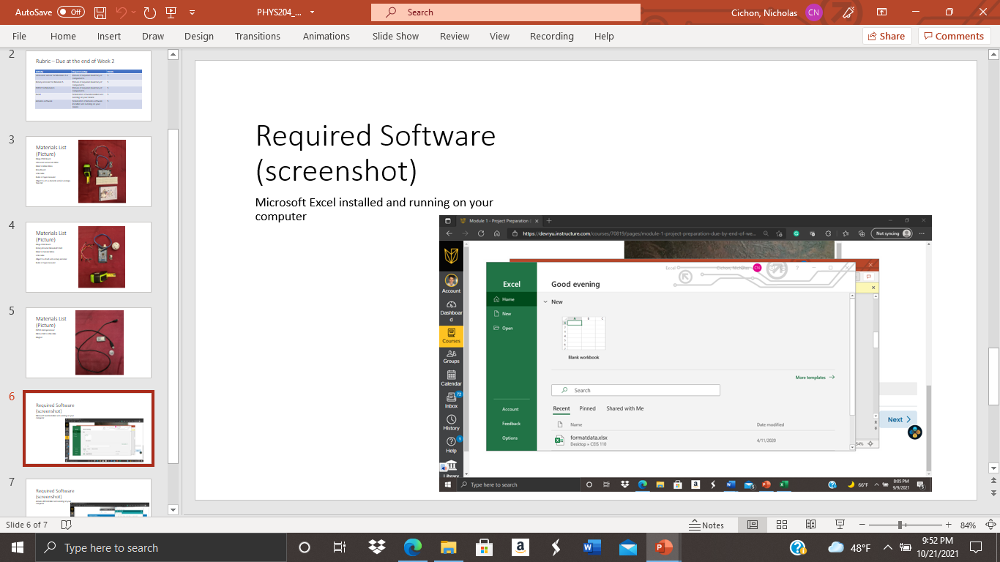 AutoSave Off
PHYS204_...
Search
Cichon, Nicholas CN
File Home Insert Draw Design Transitions Animations Slide Show Review View Recording Help
Share Comments
2
Rubric – Due at the end of Week 2
3
Materials List
(Picture)
4
Materials List
(Picture)
5
Materials List
(Picture)
6
Required Software
(screenshot)
7
Required Software
(screenshot)
Required Software
(screenshot)
Microsoft Excel installed and running on your
computer
Module 1 - Project Preparation
https://devryu.instructure.com/courses/70819/pages/module-1-project-preparation-due-by-end-of-we...
Not syncing
Account
Dashboar
d
Courses
Groups
Calendar
72
Inbox
History
1
Help
Library
Excel
Home
New
Open
Account
Feedback
Options
Excel
Cichon, Nicholas CN
Good evening
New
A B C
Blank workbook
More templates
Search
Recent Pinned Shared with Me
Name Date modified
formatdata.xlsx
Desktop » CEIS 110
4/11/2020
Next
54%
Type here to search
66°F
8:05 PM
9/9/2021
Slide 6 of 7
Notes
84%
Type here to search
48°F
9:52 PM
10/21/2021